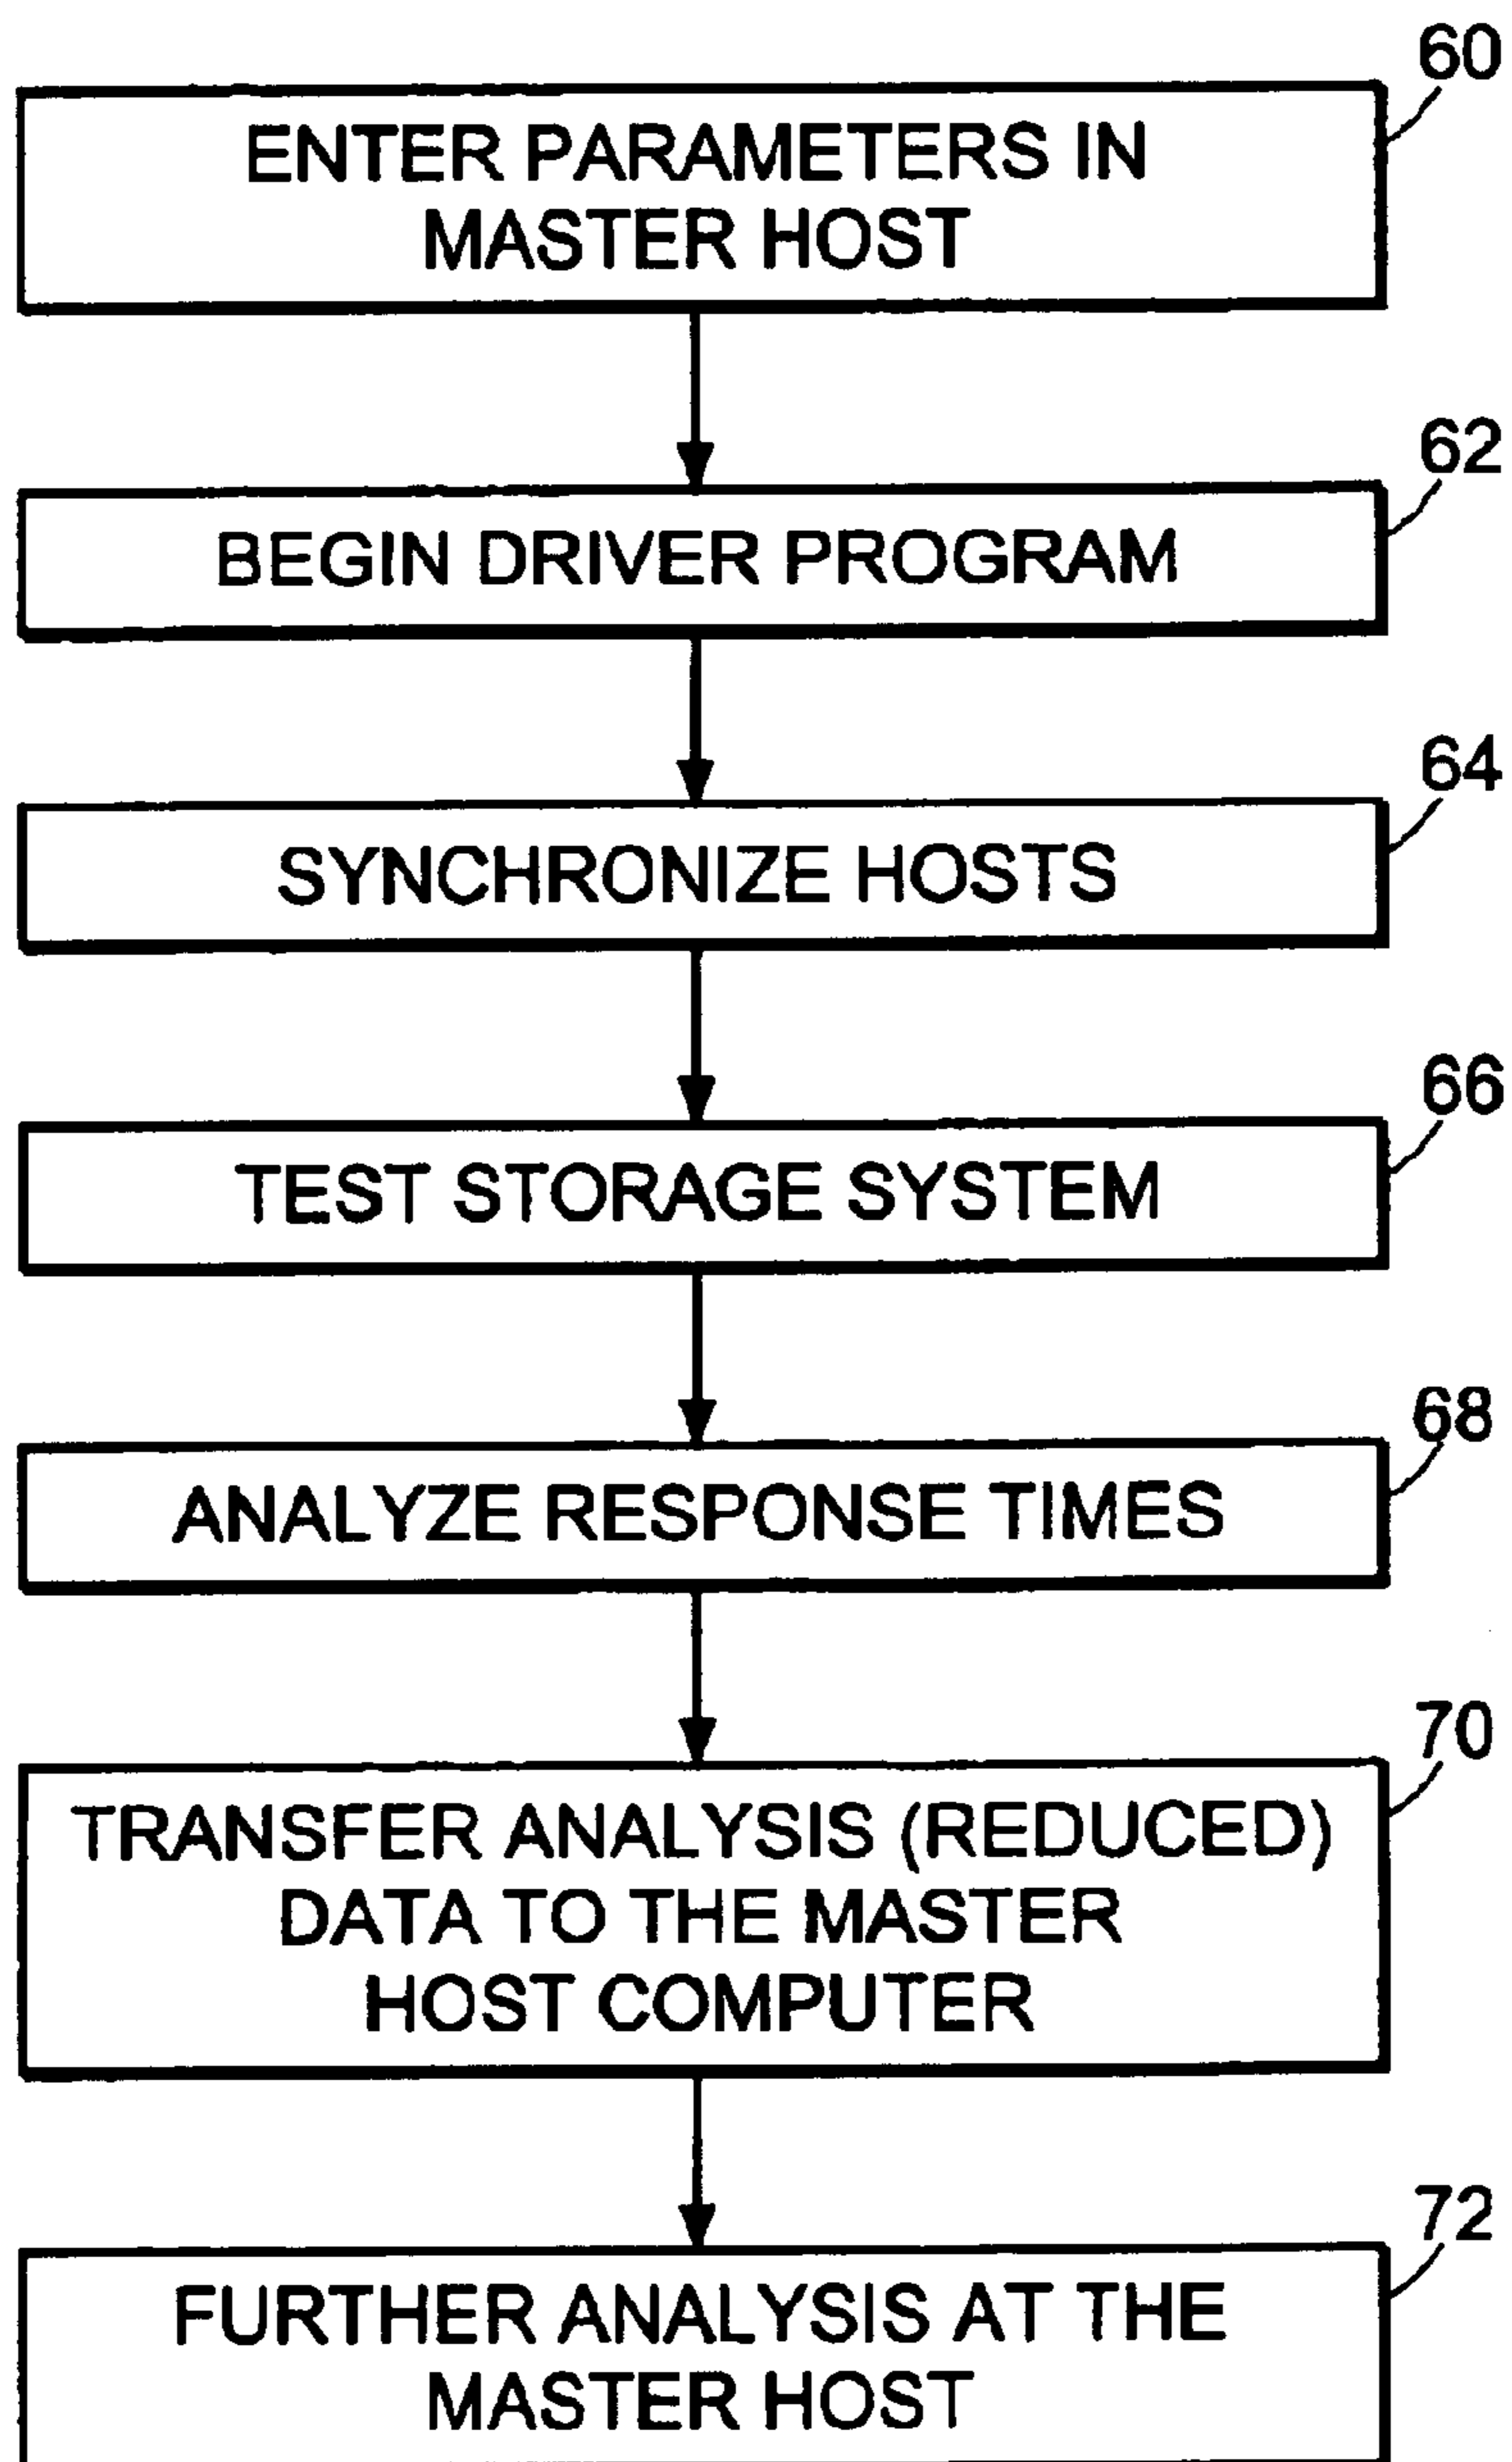 60
ENTER PARAMETERS IN
MASTER HOST
62
BEGIN DRIVER PROGRAM
64
SYNCHRONIZE HOSTS
66
TEST STORAGE SYSTEM
68
ANALYZE RESPONSE TIMES
70
TRANSFER ANALYSIS (REDUCED)
DATA TO THE MASTER
HOST COMPUTER
72
FURTHER ANALYSIS AT THE
MASTER HOST